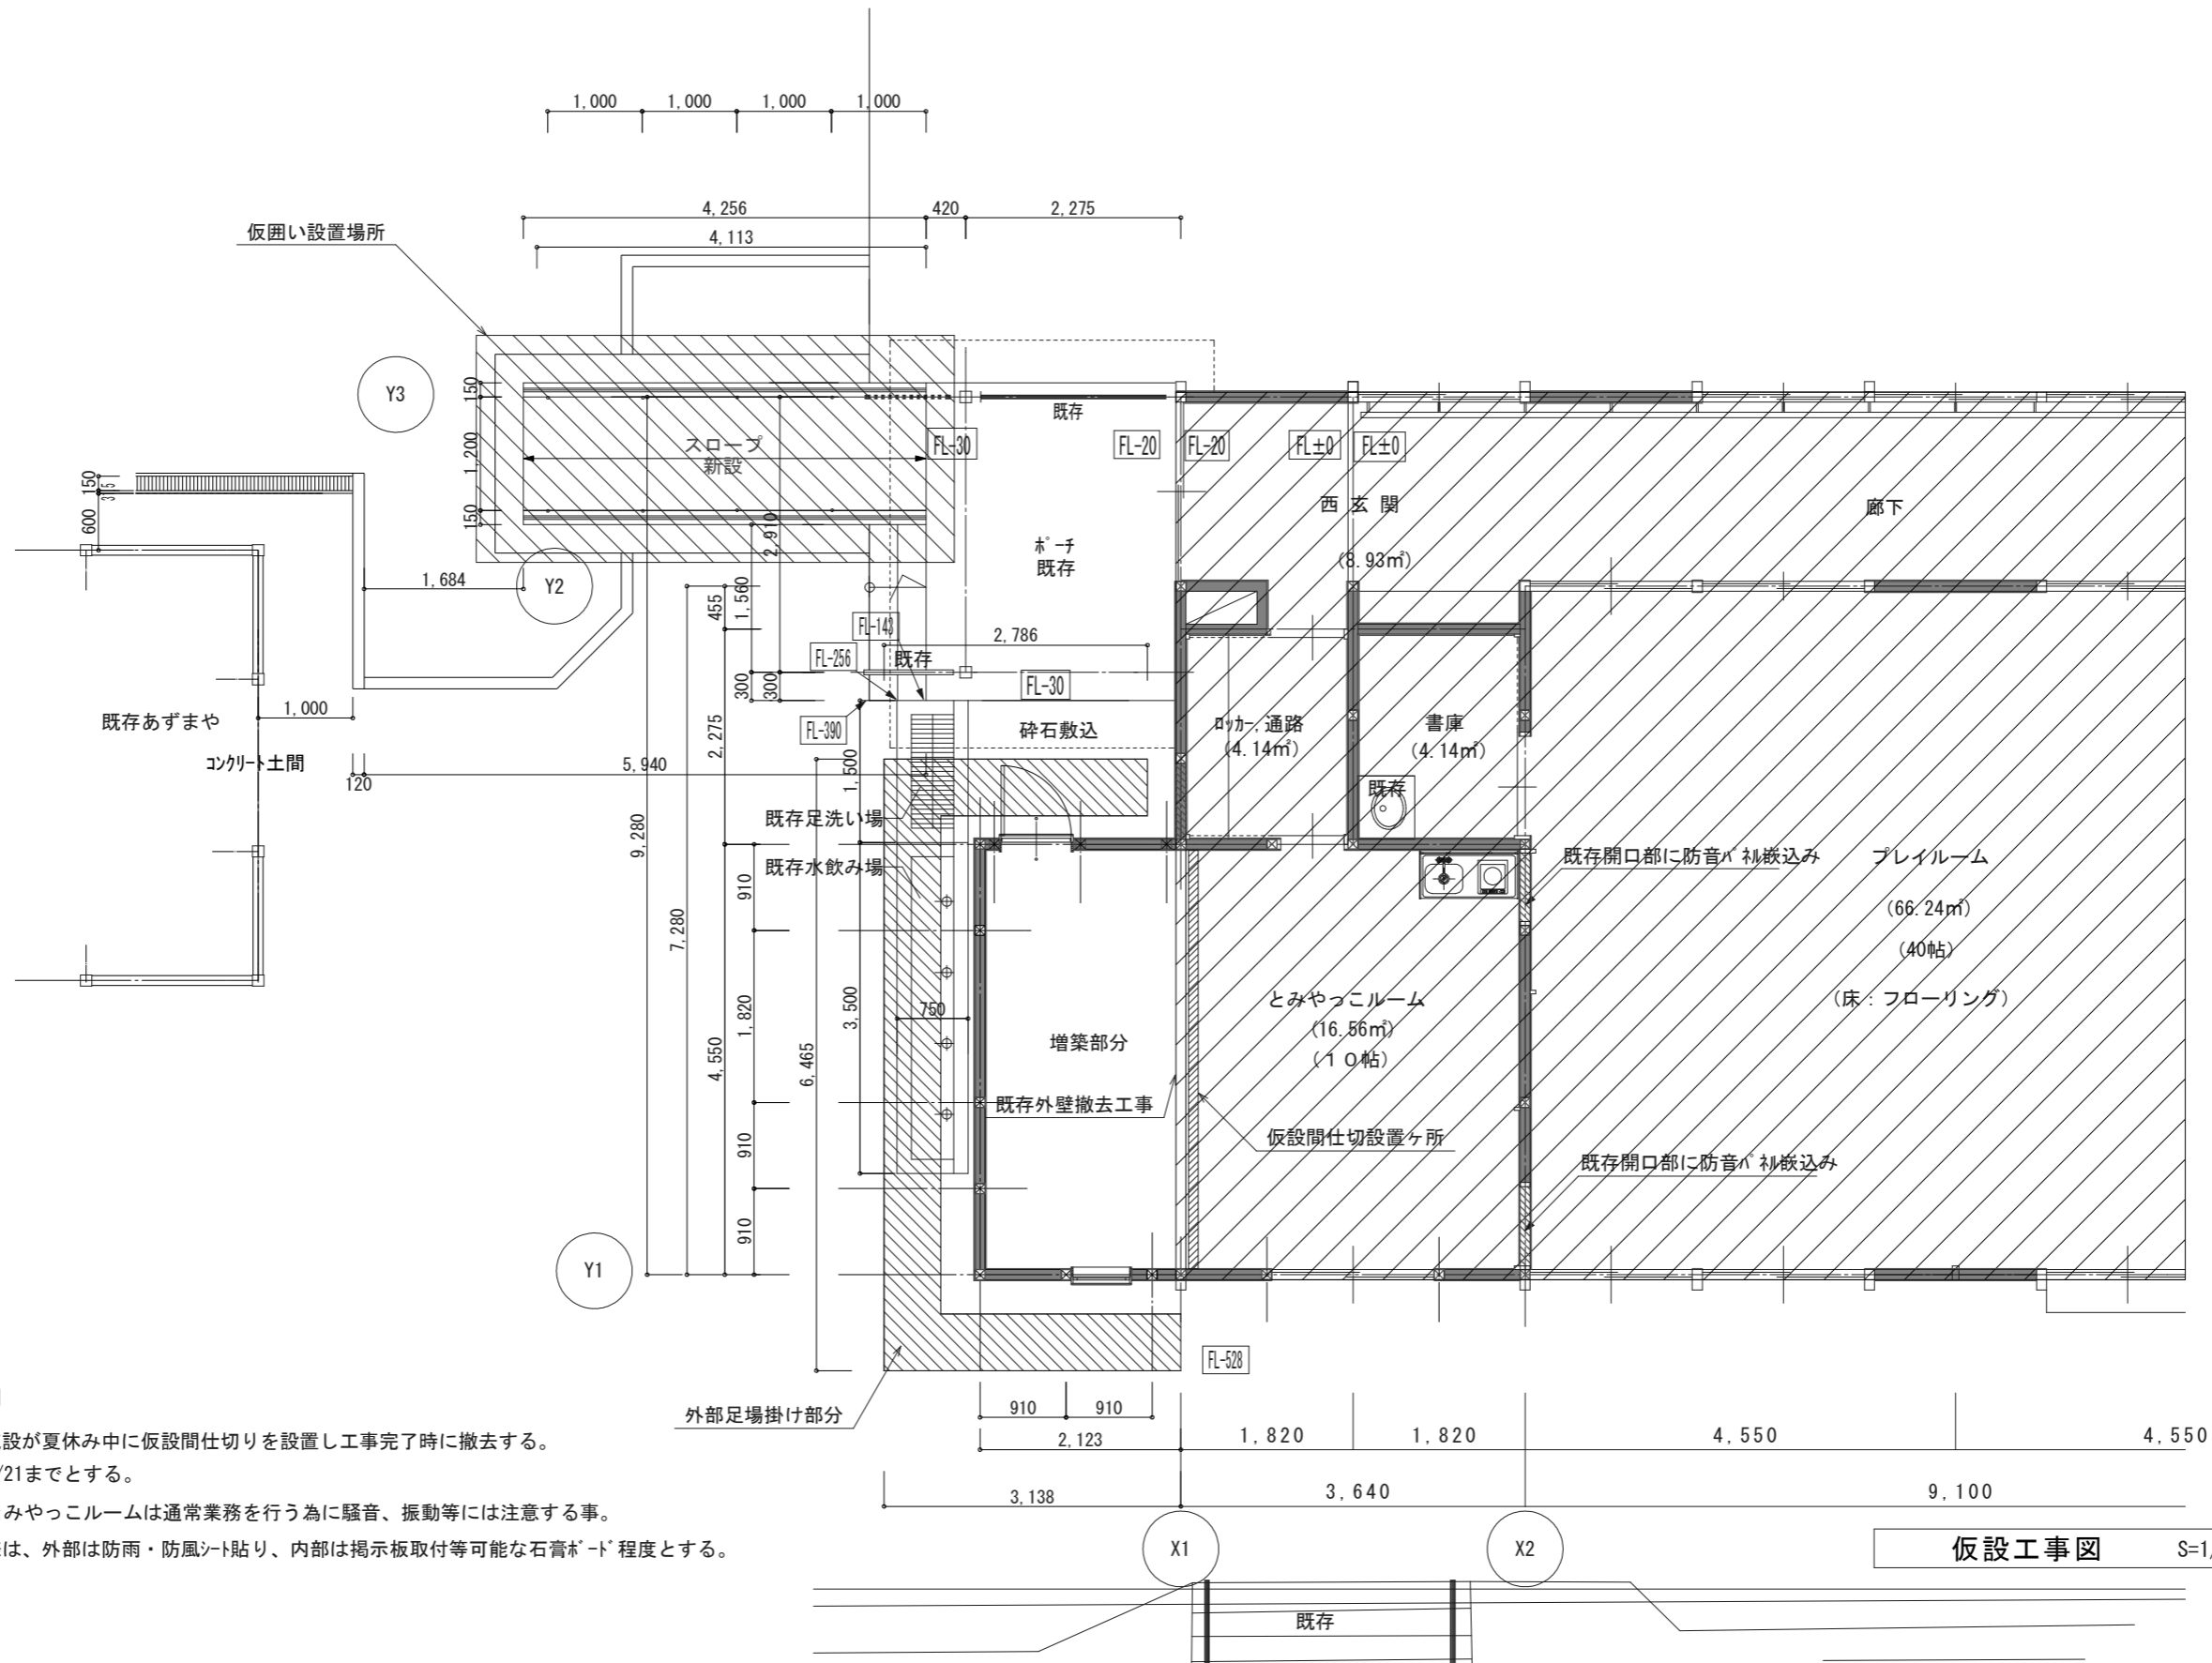 1,000 1,000 1,000 1,000
4,256 420 2,275
4,113
仮囲い設置場所
Y3
150
1,200
150
既存
スロープ
新設
FL-30
FL-20
FL-20
FL±0
FL±0
西 玄 関
(8.93㎡)
廊下
ポーチ
既存
2,910
150
600
1,684
Y2
455
1,560
FL-143
FL-256
既存
2,786
FL-30
300
300
FL-390
砕石敷込
既存あずまや
1,000
コンクリート土間
120
5,940
2,275
1,500
ロッカー,通路
(4.14㎡)
書庫
(4.14㎡)
既存
既存足洗い場
既存水飲み場
9,280
7,280
910
1,820
4,550
910
910
3,500
6,465
750
既存開口部に防音パネル嵌込み
プレイルーム
(66.24㎡)
(40帖)
(床：フローリング)
とみやっこルーム
(16.56㎡)
(１０帖)
増築部分
既存外壁撤去工事
仮設間仕切設置ヶ所
既存開口部に防音パネル嵌込み
Y1
FL-528
外部足場掛け部分
910 910
2,123
1,820 1,820 4,550 4,550
3,138
3,640
9,100
設が夏休み中に仮設間仕切りを設置し工事完了時に撤去する。
/21までとする。
みやっこルームは通常業務を行う為に騒音、振動等には注意する事。
は、外部は防雨・防風シート貼り、内部は掲示板取付等可能な石膏ボード程度とする。
X1
X2
仮設工事図 S=1/
既存